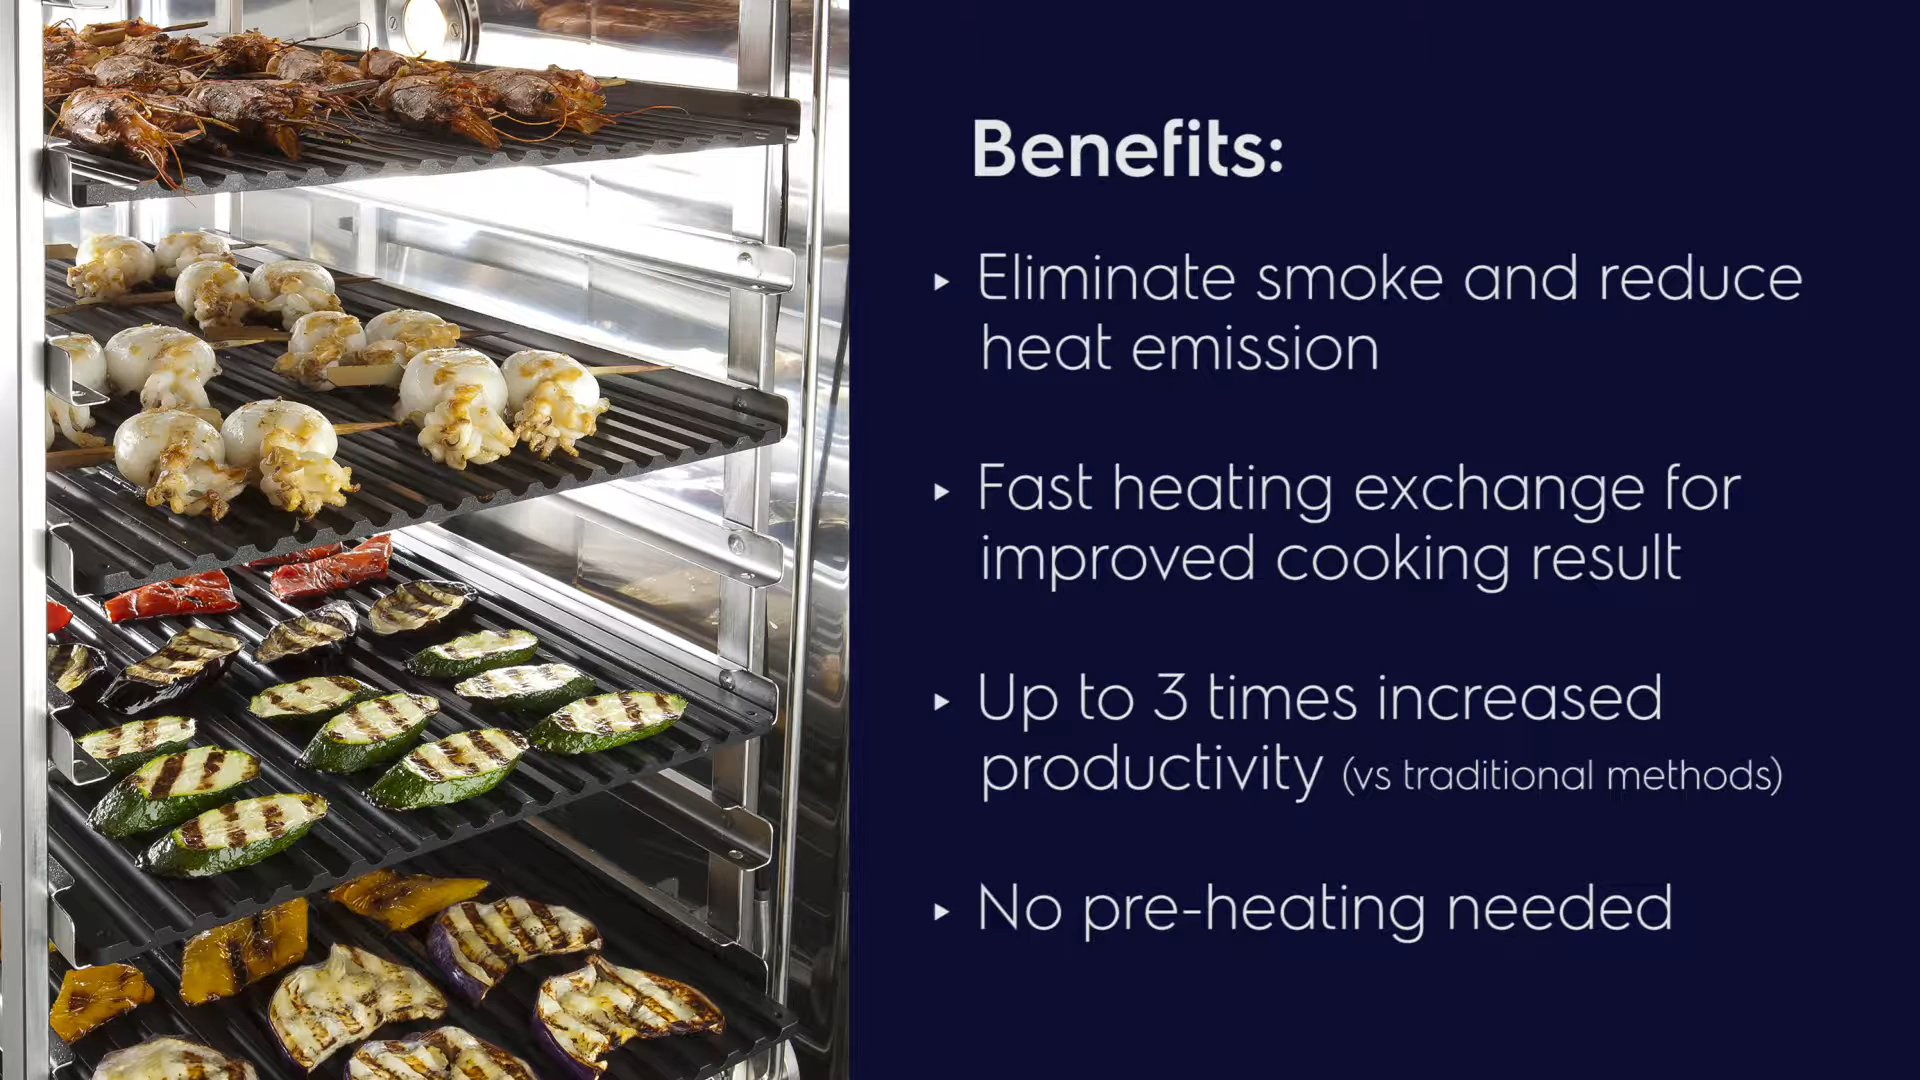 Benefits:
‣ Eliminate smoke and reduce
heat emission
‣ Fast heating exchange for
improved cooking result
‣ Up to 3 times increased
productivity (vs traditional methods)
‣ No pre-heating needed